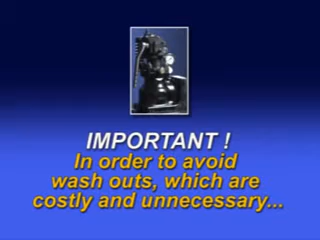 IMPORTANT !
In order to avoid
wash outs, which are
costly and unnecessary...